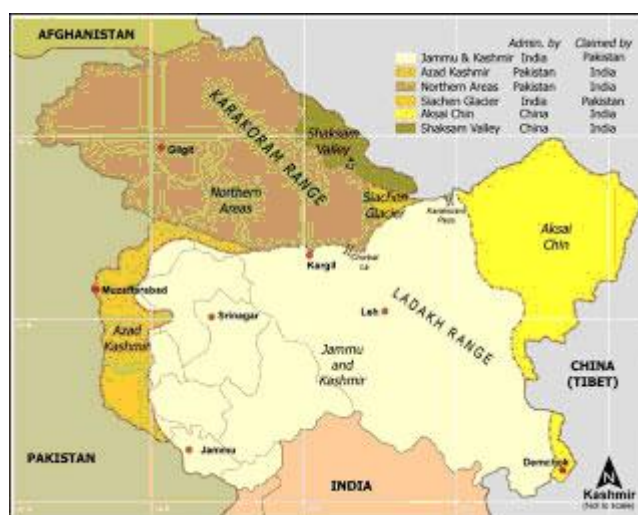 AFGHANISTAN
Admin. by Claimed by
Jammu & Kashmir India Pakistan
Azad Kashmir Pakistan India
Northern Areas Pakistan India
Siachen Glacier India Pakistan
Aksai Chin China India
Shaksam Valley China India
KARAKORAM RANGE
Shaksam
Valley
Gilgit
Northern
Areas
Siachen
Glacier
Karakoram
Pass
Aksai
Chin
Kargil
Muzaffarabad
Azad
Kashmir
Srinagar
Leh
LADAKH RANGE
Jammu
and
Kashmir
CHINA
(TIBET)
Jammu
PAKISTAN
INDIA
Demchok
N
Kashmir
(Not to Scale)